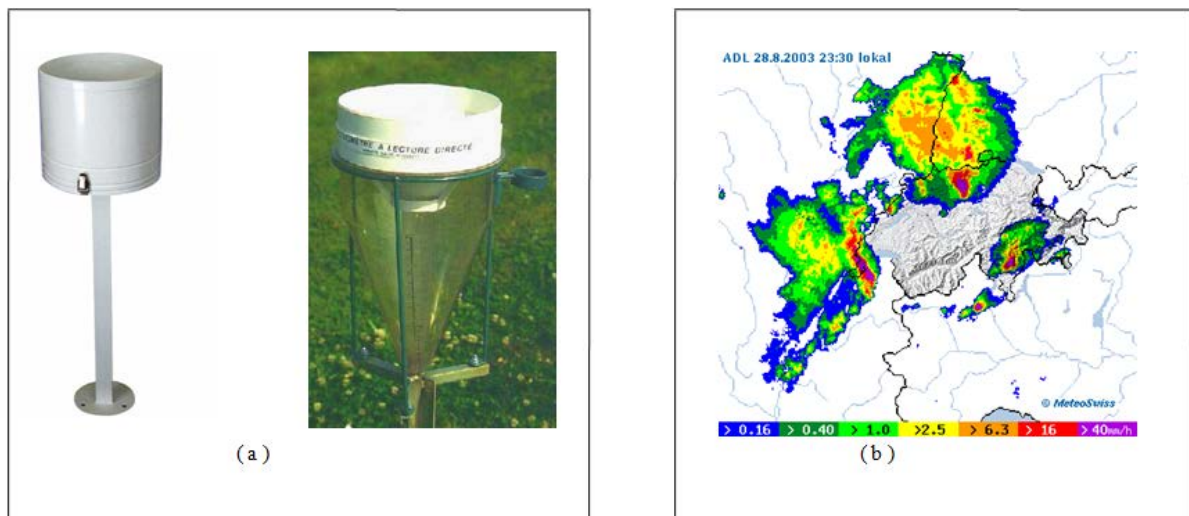 PLUVIOMETRE A LECTURE DIRECTE
ADL 28.8.2003 23:30 lokal
© MeteoSwiss
> 0.16 > 0.40 > 1.0 >2.5 > 6.3 > 16 > 40mm/h
( a )
( b )